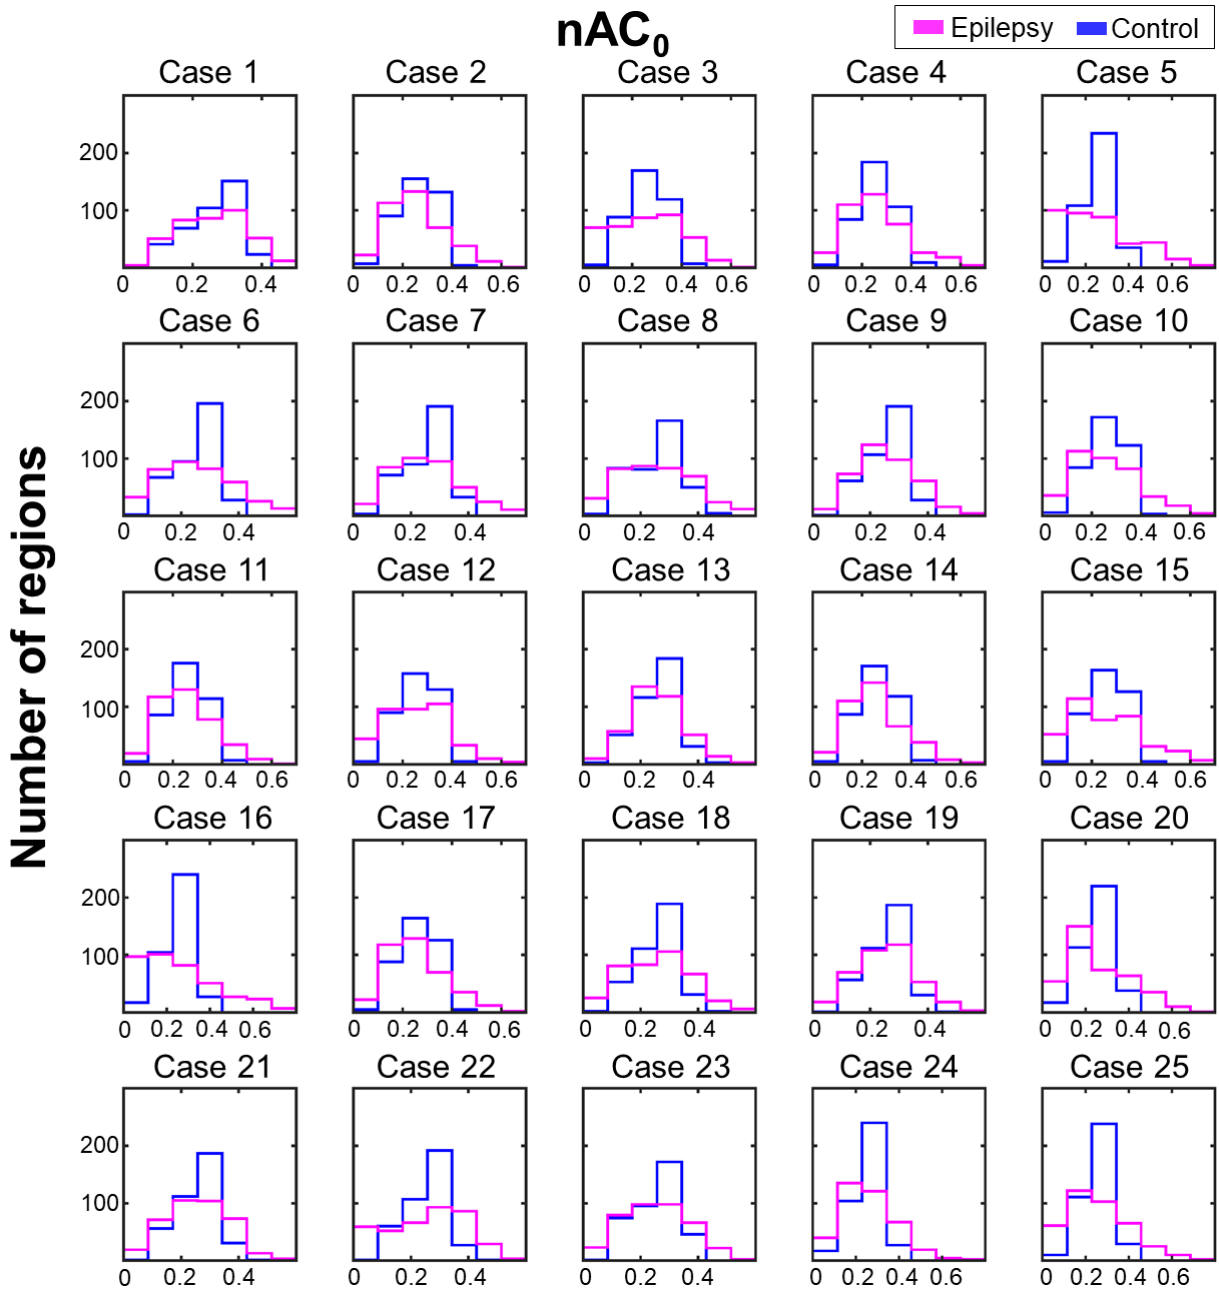 nAC₀
Epilepsy Control
Number of regions
Case 1 Case 2 Case 3 Case 4 Case 5
200
100
0 0.2 0.4 0 0.2 0.4 0.6 0 0.2 0.4 0.6 0 0.2 0.4 0.6 0 0.2 0.4 0.6
Case 6 Case 7 Case 8 Case 9 Case 10
200
100
0 0.2 0.4 0 0.2 0.4 0 0.2 0.4 0 0.2 0.4 0 0.2 0.4 0.6
Case 11 Case 12 Case 13 Case 14 Case 15
200
100
0 0.2 0.4 0.6 0 0.2 0.4 0.6 0 0.2 0.4 0 0.2 0.4 0.6 0 0.2 0.4 0.6
Case 16 Case 17 Case 18 Case 19 Case 20
200
100
0 0.2 0.4 0.6 0 0.2 0.4 0.6 0 0.2 0.4 0 0.2 0.4 0 0.2 0.4 0.6
Case 21 Case 22 Case 23 Case 24 Case 25
200
100
0 0.2 0.4 0 0.2 0.4 0 0.2 0.4 0 0.2 0.4 0.6 0 0.2 0.4 0.6